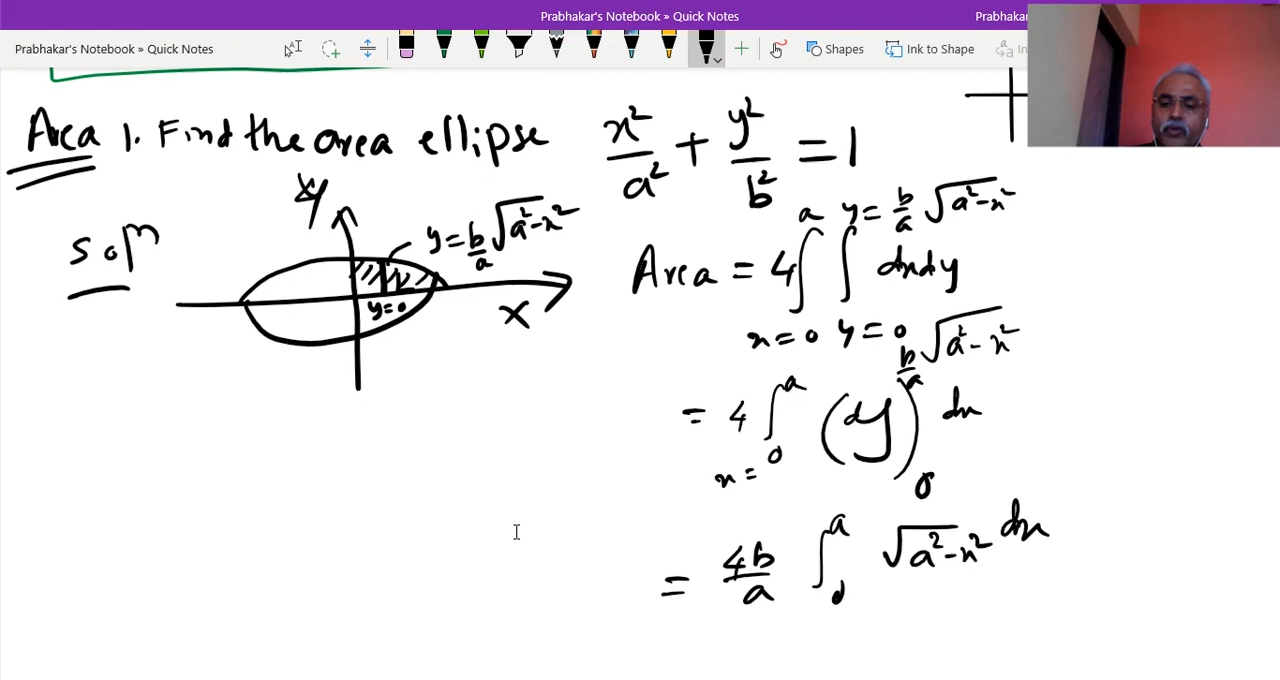 Prabhakar's Notebook » Quick Notes
Prabhakar's Notebook » Quick Notes
Shapes
Ink to Shape
Area 1. Find the area ellipse x²/a² + y²/b² = 1
Soln
y
y = b/a √a²-x²
y=0
x
Area = 4 ∫_{x=0}^{a} ∫_{y=0}^{y = b/a √a²-x²} dxdy
= 4 ∫_{x=0}^{a} (y)_{0}^{b/a √a²-x²} dx
= 4b/a ∫_{0}^{a} √a²-x² dx